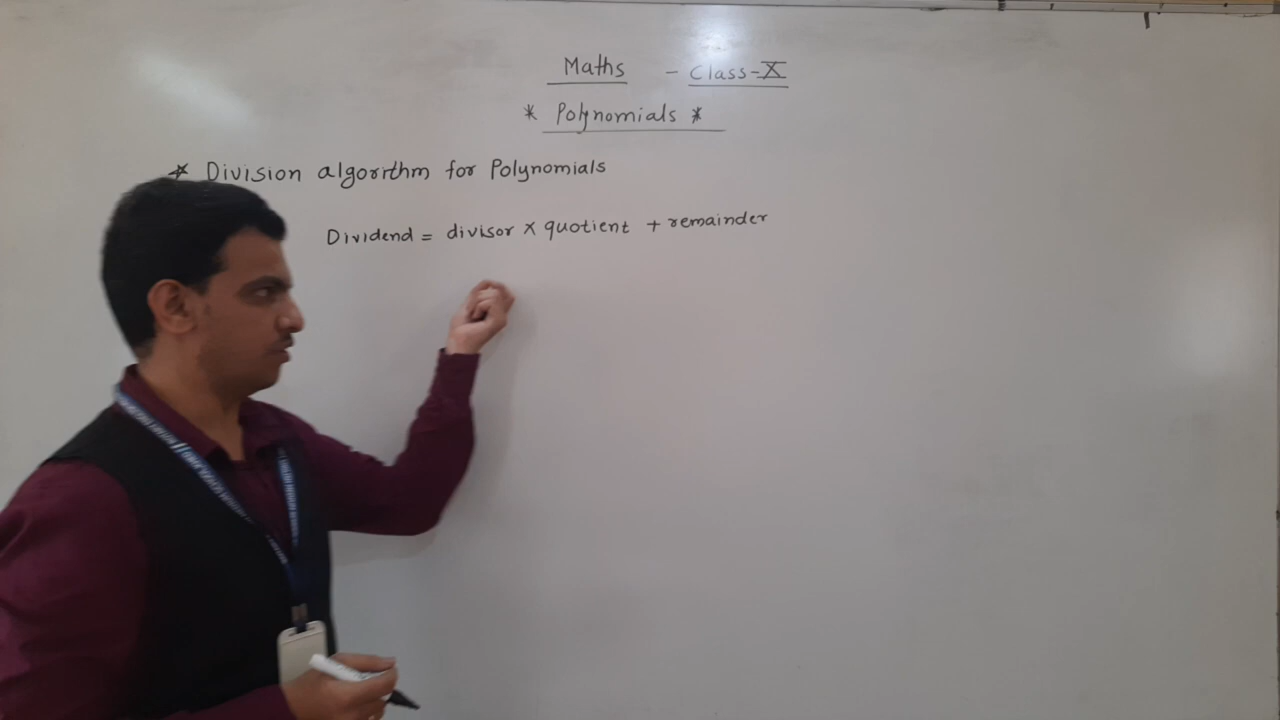 Maths - Class-X
* Polynomials *
* Division algorithm for Polynomials
Dividend = divisor × quotient + remainder